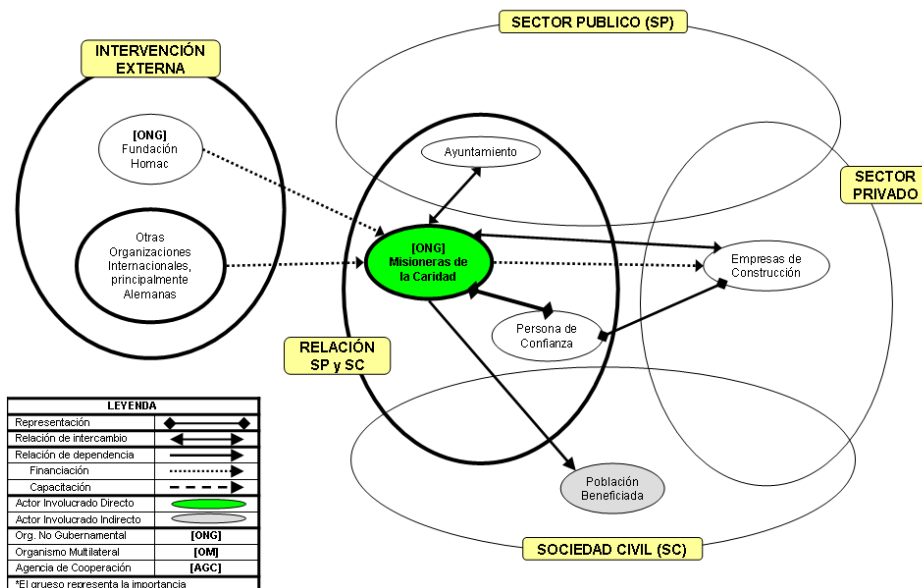 SECTOR PUBLICO (SP)
INTERVENCIÓN
EXTERNA
[ONG]
Fundación
Homac
Ayuntamiento
SECTOR
PRIVADO
Otras
Organizaciones
Internacionales,
principalmente
Alemanas
[ONG]
Misioneras de
la Caridad
Empresas de
Construcción
Persona de
Confianza
RELACIÓN
SP y SC
Población
Beneficiada
SOCIEDAD CIVIL (SC)
LEYENDA
Representación
Relación de intercambio
Relación de dependencia
Financiación
Capacitación
Actor Involucrado Directo
Actor Involucrado Indirecto
Org. No Gubernamental [ONG]
Organismo Multilateral [OM]
Agencia de Cooperación [AGC]
*El grueso representa la importancia